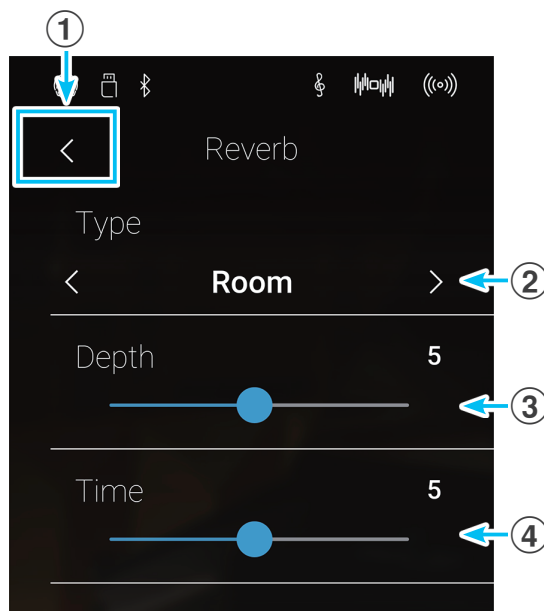 ①
< Reverb
Type
< Room >
②
Depth 5
③
Time 5
④